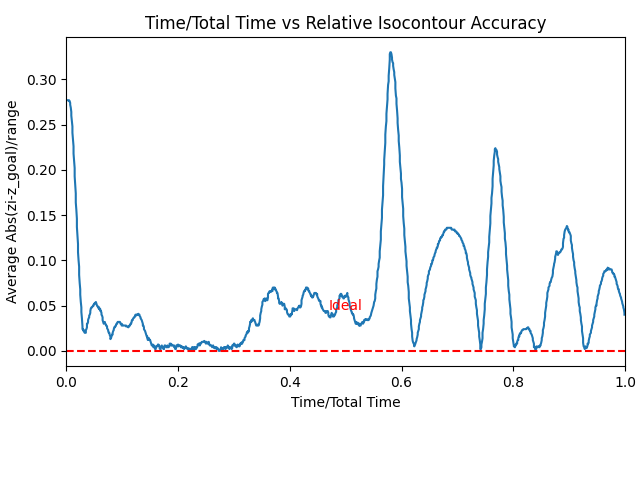 Time/Total Time vs Relative Isocontour Accuracy
Average Abs(zi-z_goal)/range
0.30
0.25
0.20
0.15
0.10
0.05
0.00
Ideal
0.0 0.2 0.4 0.6 0.8 1.0
Time/Total Time